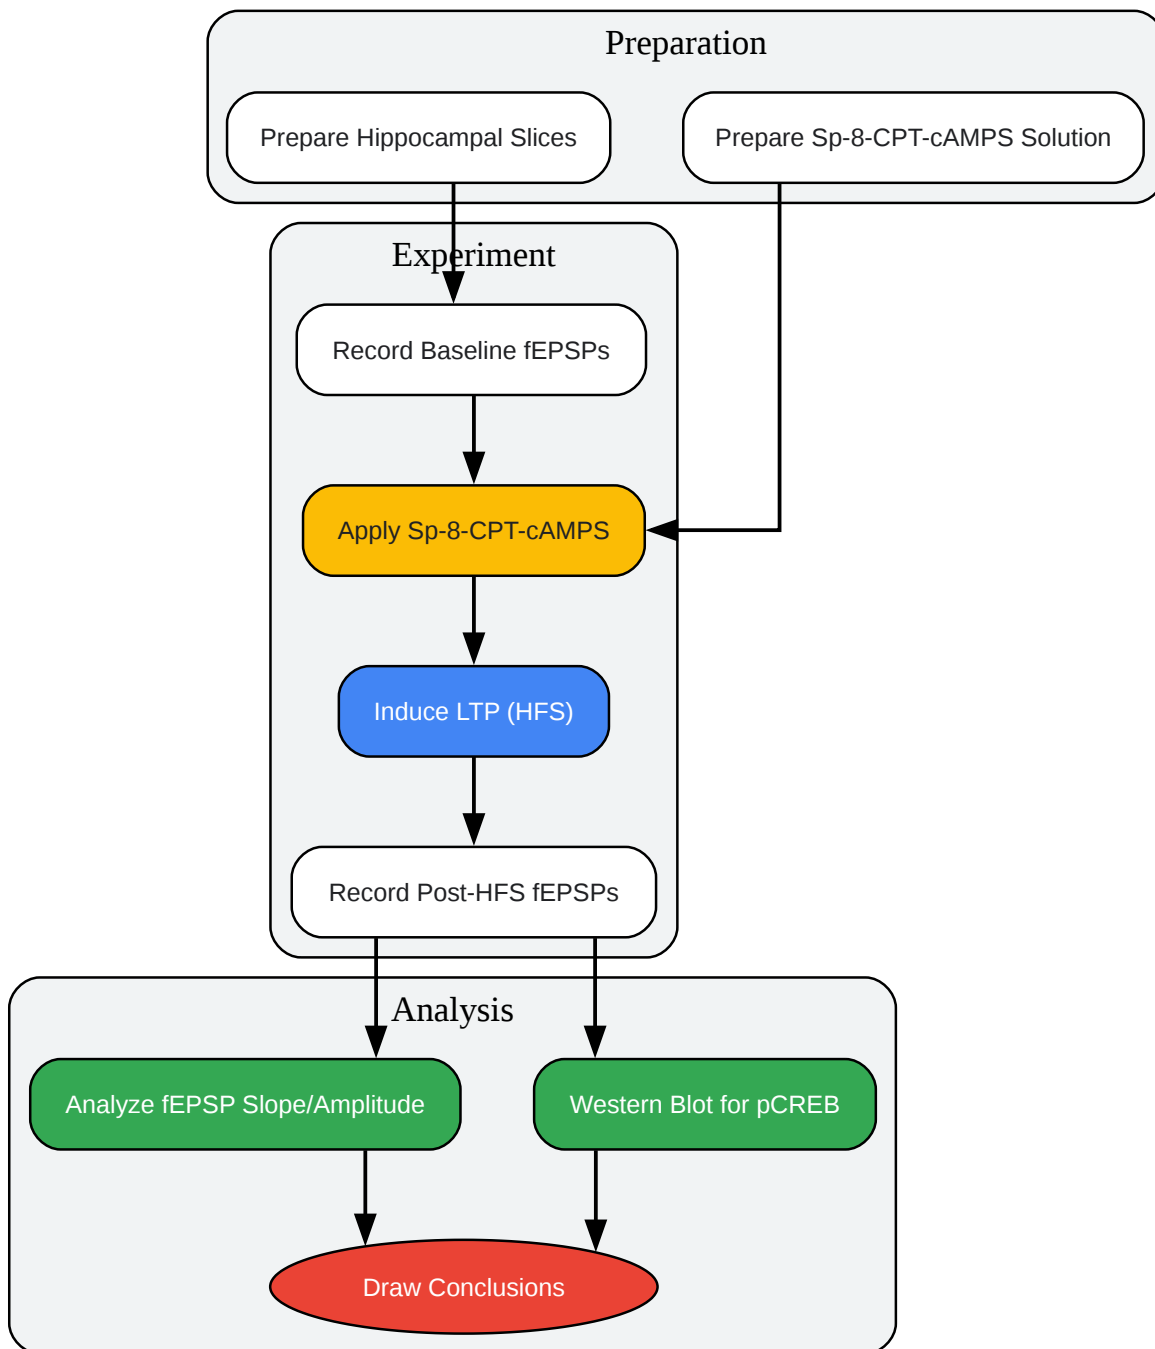 Preparation
Prepare Hippocampal Slices
Prepare Sp-8-CPT-cAMPS Solution
Experiment
Record Baseline fEPSPs
Apply Sp-8-CPT-cAMPS
Induce LTP (HFS)
Record Post-HFS fEPSPs
Analysis
Analyze fEPSP Slope/Amplitude
Western Blot for pCREB
Draw Conclusions